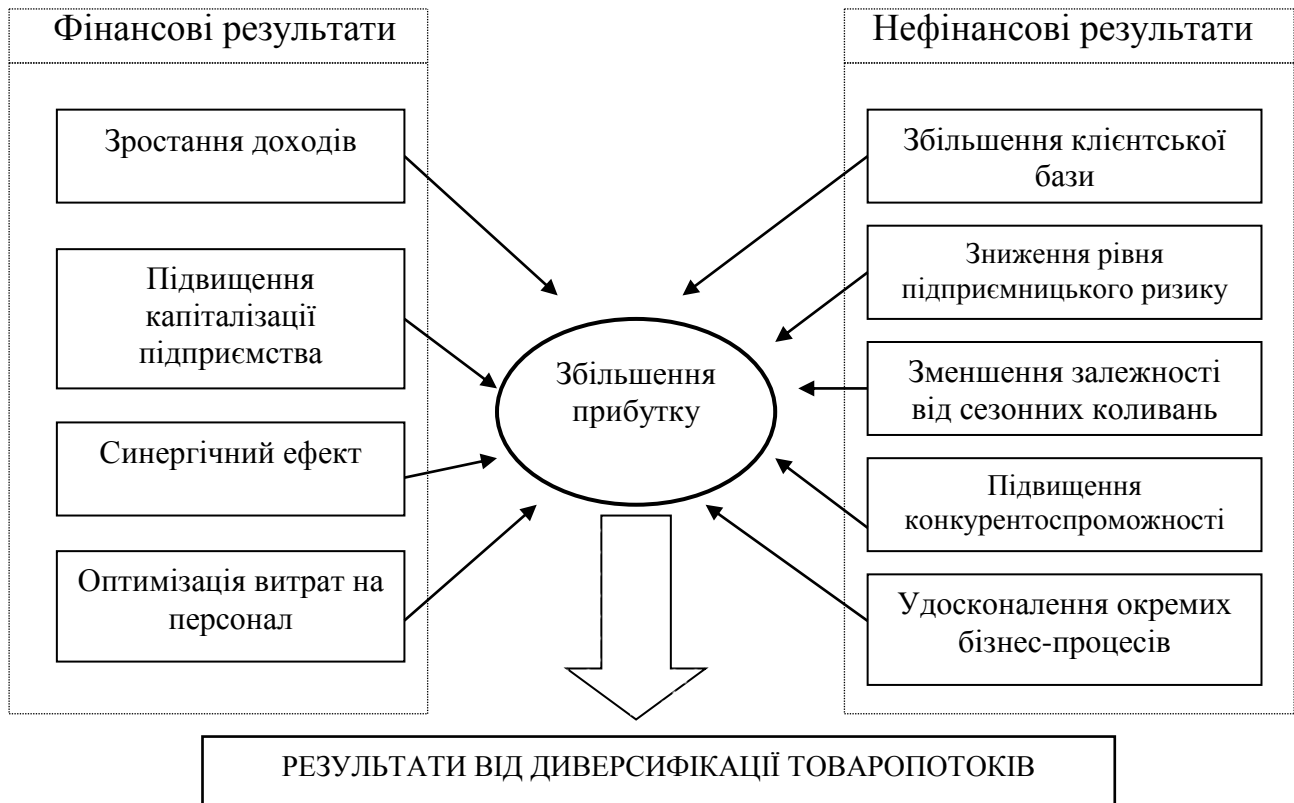 Фінансові результати
Зростання доходів
Підвищення
капіталізації
підприємства
Синергічний ефект
Оптимізація витрат на
персонал
Збільшення
прибутку
Нефінансові результати
Збільшення клієнтської
бази
Зниження рівня
підприємницького ризику
Зменшення залежності
від сезонних коливань
Підвищення
конкурентоспроможності
Удосконалення окремих
бізнес-процесів
РЕЗУЛЬТАТИ ВІД ДИВЕРСИФІКАЦІЇ ТОВАРОПОТОКІВ